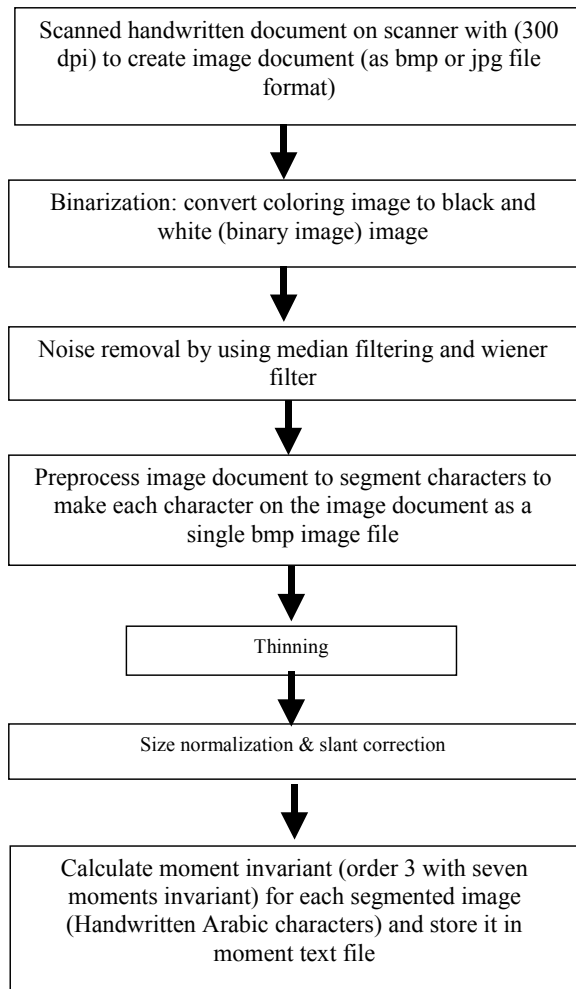 Scanned handwritten document on scanner with (300
dpi) to create image document (as bmp or jpg file
format)
Binarization: convert coloring image to black and
white (binary image) image
Noise removal by using median filtering and wiener
filter
Preprocess image document to segment characters to
make each character on the image document as a
single bmp image file
Thinning
Size normalization & slant correction
Calculate moment invariant (order 3 with seven
moments invariant) for each segmented image
(Handwritten Arabic characters) and store it in
moment text file